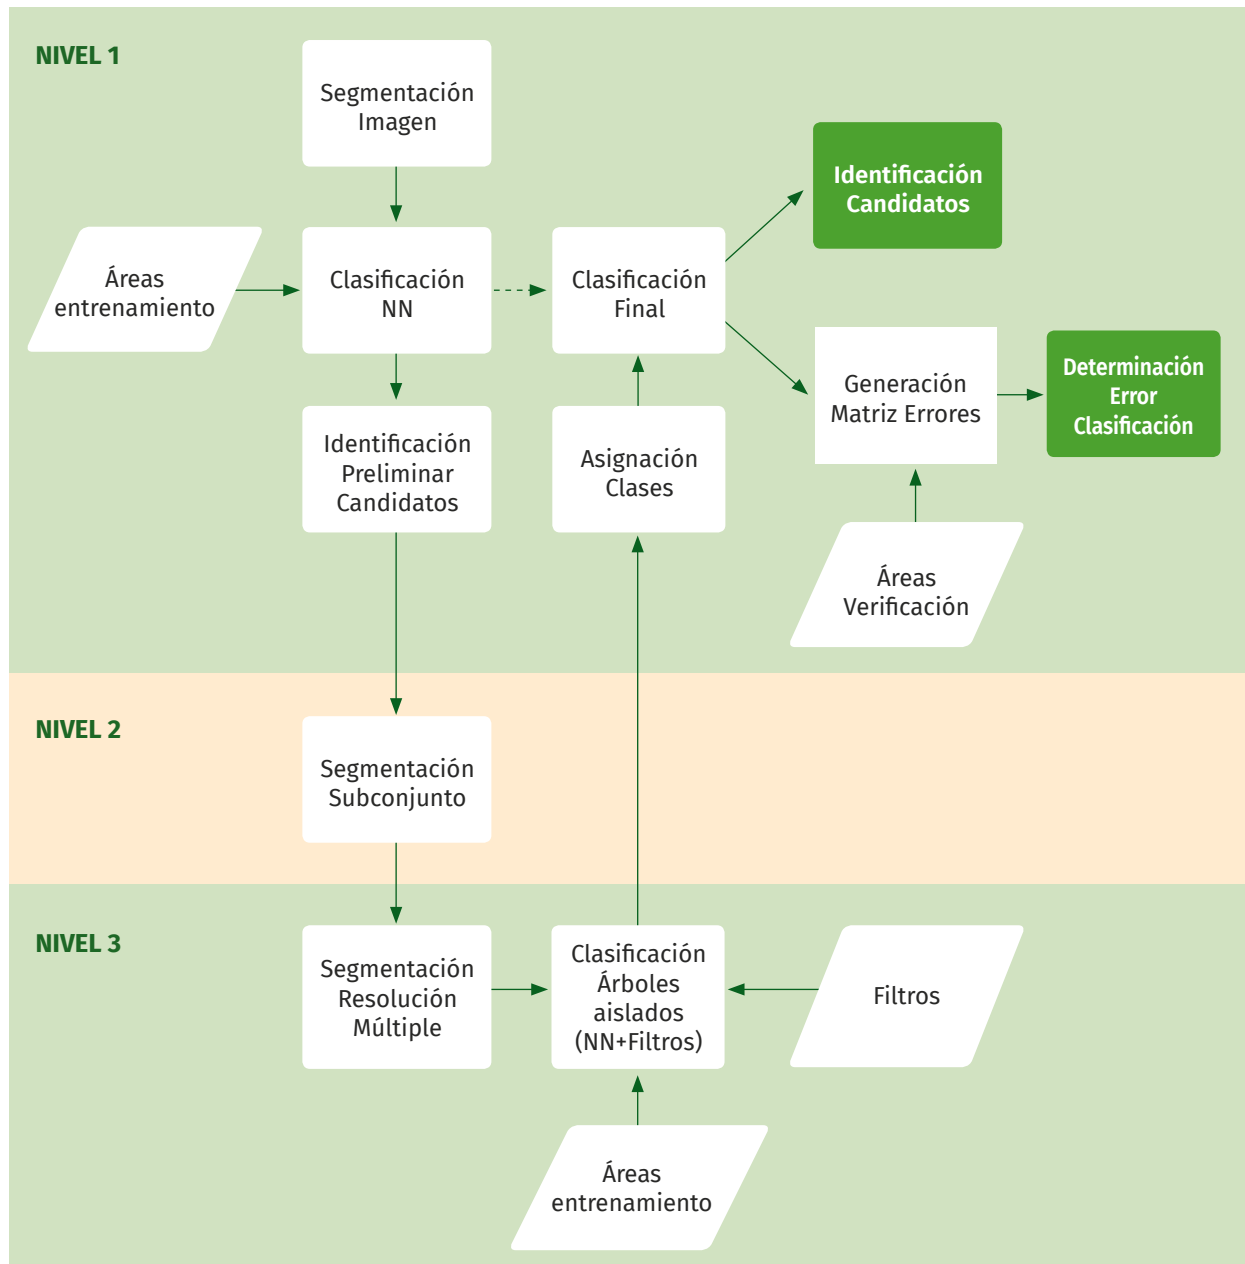 NIVEL 1
Segmentación
Imagen
Identificación
Candidatos
Áreas
entrenamiento
Clasificación
NN
Clasificación
Final
Generación
Matriz Errores
Determinación
Error
Clasificación
Identificación
Preliminar
Candidatos
Asignación
Clases
Áreas
Verificación
NIVEL 2
Segmentación
Subconjunto
NIVEL 3
Segmentación
Resolución
Múltiple
Clasificación
Árboles
aislados
(NN+Filtros)
Filtros
Áreas
entrenamiento